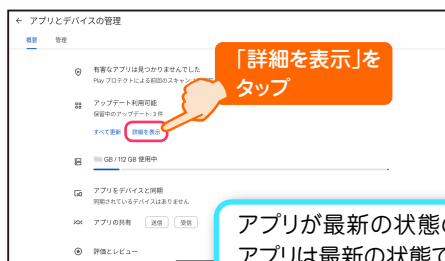 ← アプリとデバイスの管理
概要 管理
有害なアプリは見つかりませんでした
Play プロテクトによる前回のスキャン:
「詳細を表示」を
タップ
アップデート利用可能
保留中のアップデート: 3 件
すべて更新 詳細を表示
GB / 112 GB 使用中
アプリをデバイスと同期
同期されているデバイスはありません
アプリの共有 送信 受信
評価とレビュー
アプリが最新の状態の
アプリは最新の状態で